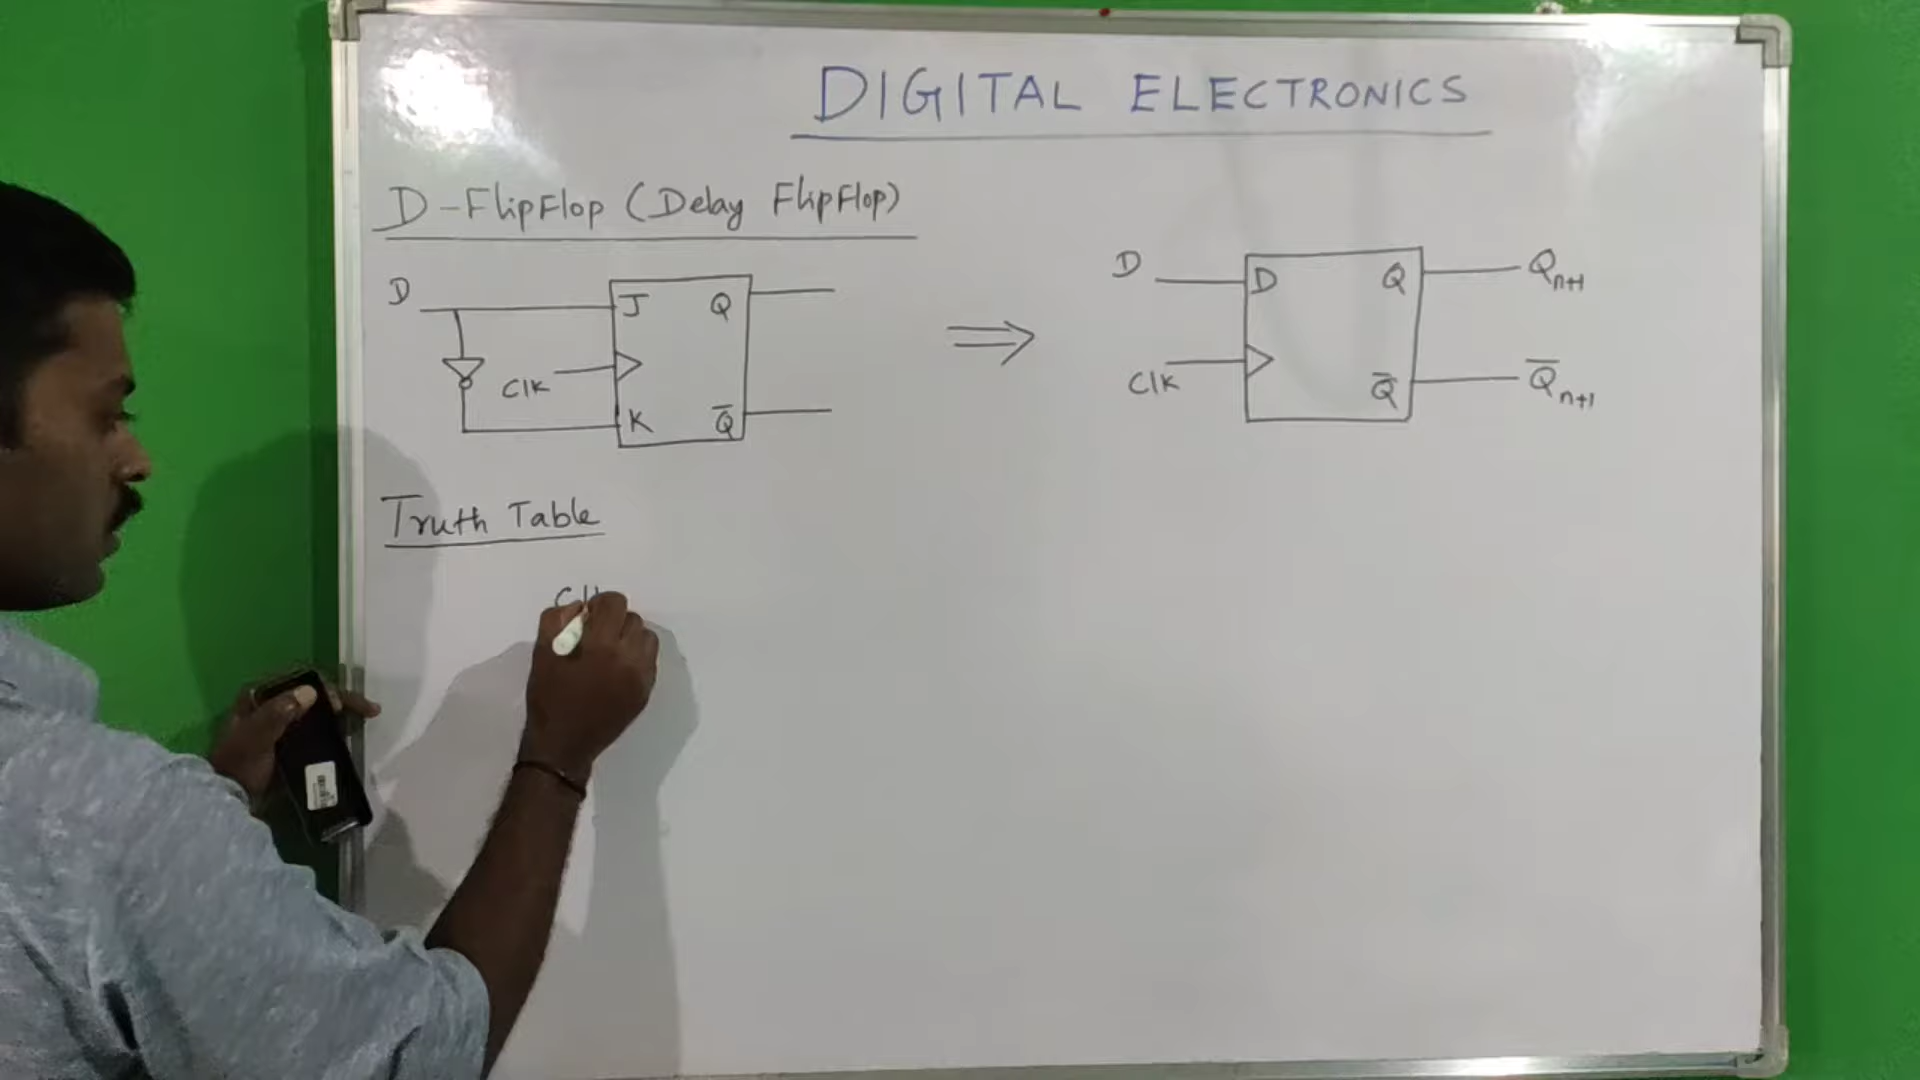 DIGITAL ELECTRONICS
D-FlipFlop (Delay FlipFlop)
D
J Q
Clk
K Q̅
⇒
D
D Q
Qn+1
Clk
Q̅
Q̅n+1
Truth Table